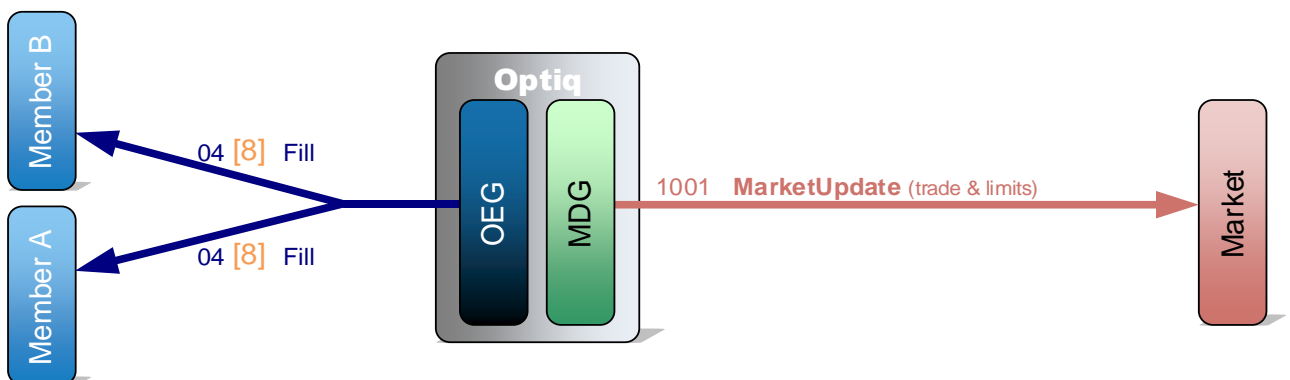 Member B
Optiq
04 [8] Fill
OEG
MDG
1001 MarketUpdate (trade & limits)
Market
Member A
04 [8] Fill